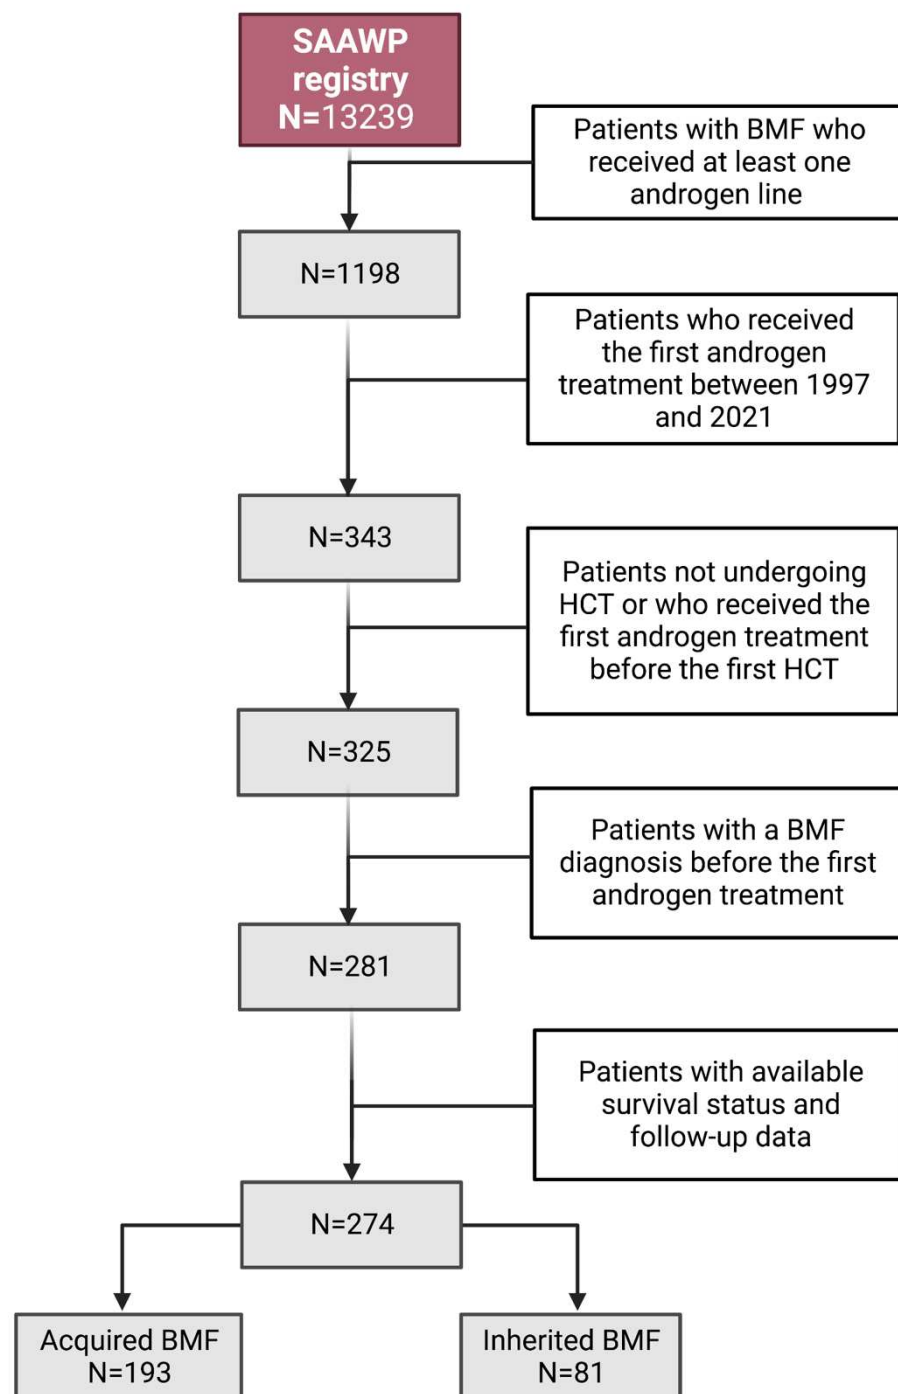 SAAWP
registry
N=13239
Patients with BMF who
received at least one
androgen line
N=1198
Patients who received
the first androgen
treatment between 1997
and 2021
N=343
Patients not undergoing
HCT or who received the
first androgen treatment
before the first HCT
N=325
Patients with a BMF
diagnosis before the first
androgen treatment
N=281
Patients with available
survival status and
follow-up data
N=274
Acquired BMF
N=193
Inherited BMF
N=81